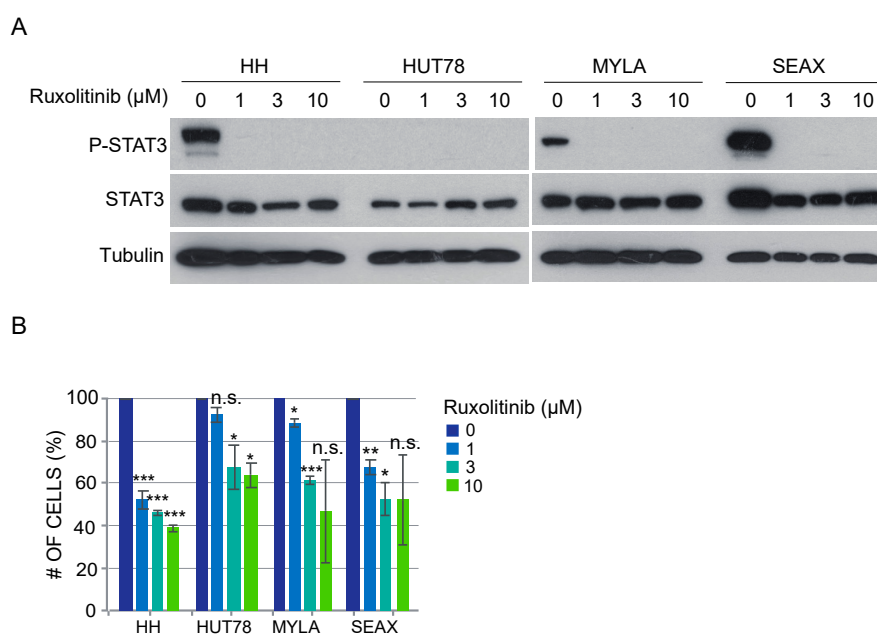 A
HH HUT78 MYLA SEAX
Ruxolitinib (µM) 0 1 3 10 0 1 3 10 0 1 3 10 0 1 3 10
P-STAT3
STAT3
Tubulin
B
# OF CELLS (%)
100
80
60
40
20
0
*** *** ***
n.s. * *
* *** n.s.
** * n.s.
HH HUT78 MYLA SEAX
Ruxolitinib (µM)
0
1
3
10